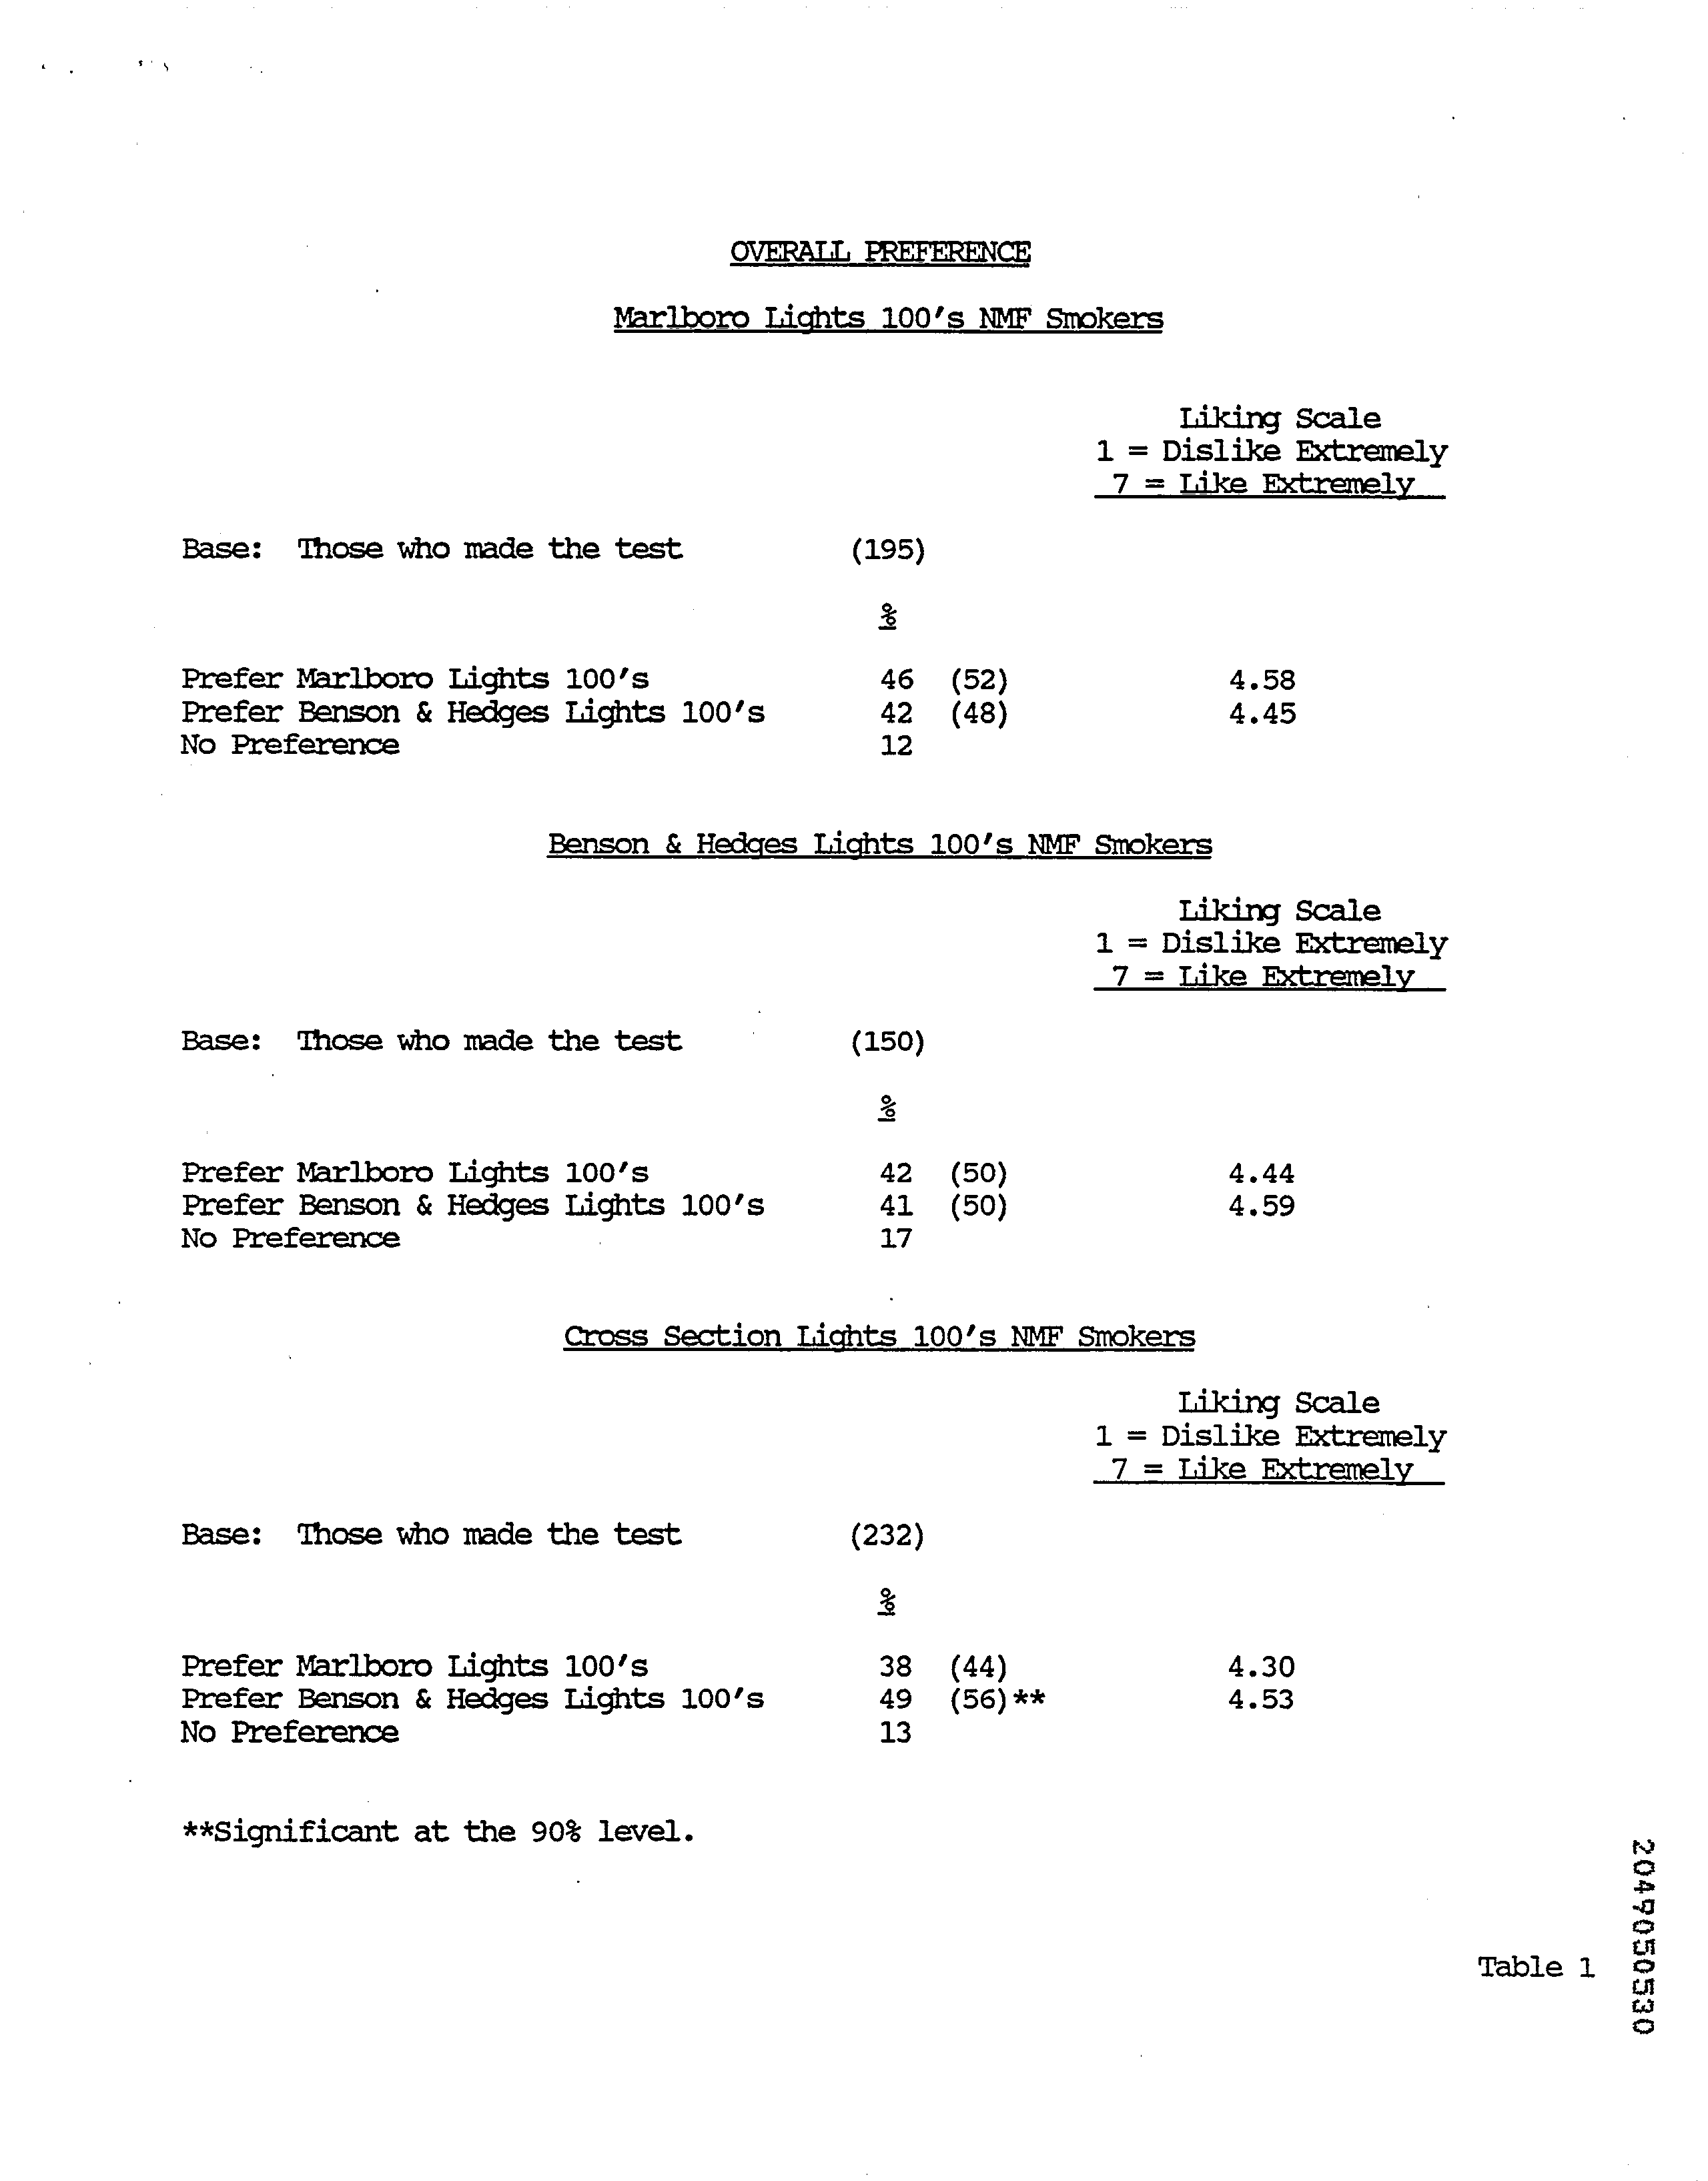 OVERALL PREFERENCE
Marlboro Lights 100's NMF Smokers
Liking Scale
1 = Dislike Extremely
7 = Like Extremely
Base: Those who made the test (195)
%
Prefer Marlboro Lights 100's 46 (52) 4.58
Prefer Benson & Hedges Lights 100's 42 (48) 4.45
No Preference 12
Benson & Hedges Lights 100's NMF Smokers
Liking Scale
1 = Dislike Extremely
7 = Like Extremely
Base: Those who made the test (150)
%
Prefer Marlboro Lights 100's 42 (50) 4.44
Prefer Benson & Hedges Lights 100's 41 (50) 4.59
No Preference 17
Cross Section Lights 100's NMF Smokers
Liking Scale
1 = Dislike Extremely
7 = Like Extremely
Base: Those who made the test (232)
%
Prefer Marlboro Lights 100's 38 (44) 4.30
Prefer Benson & Hedges Lights 100's 49 (56)** 4.53
No Preference 13
**Significant at the 90% level.
Table 1
2049050530